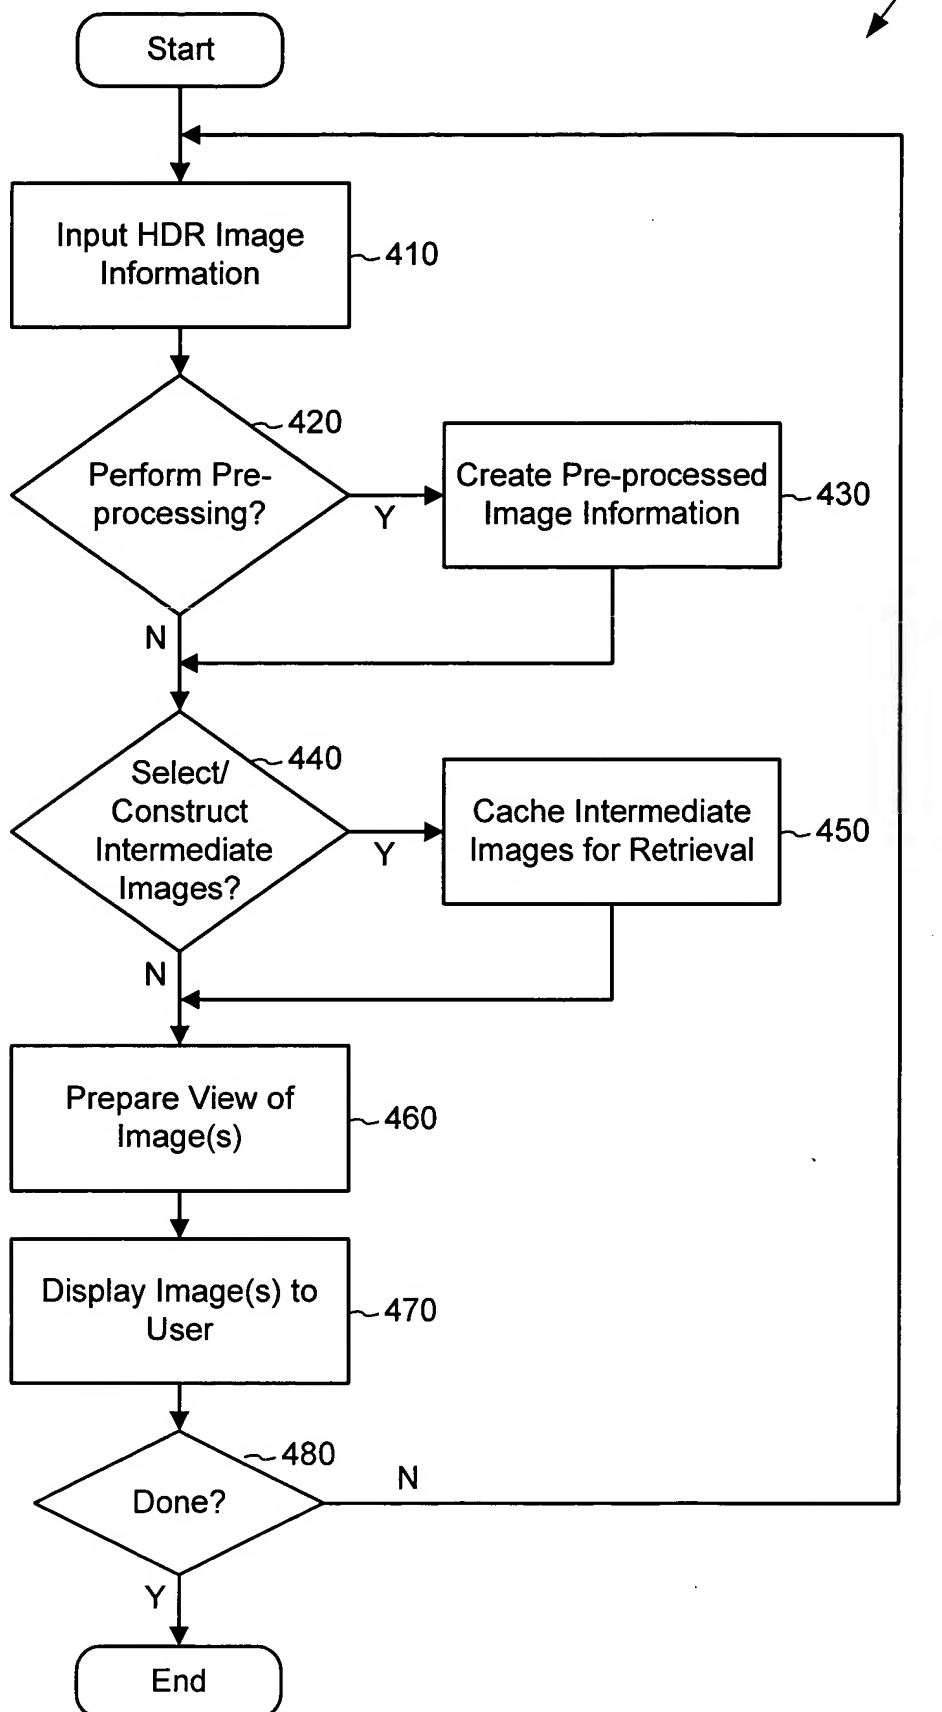 Start
Input HDR Image
Information
410
420
Perform Pre-
processing?
Y
Create Pre-processed
Image Information
430
N
440
Select/
Construct
Intermediate
Images?
Y
Cache Intermediate
Images for Retrieval
450
N
Prepare View of
Image(s)
460
Display Image(s) to
User
470
480
Done?
N
Y
End